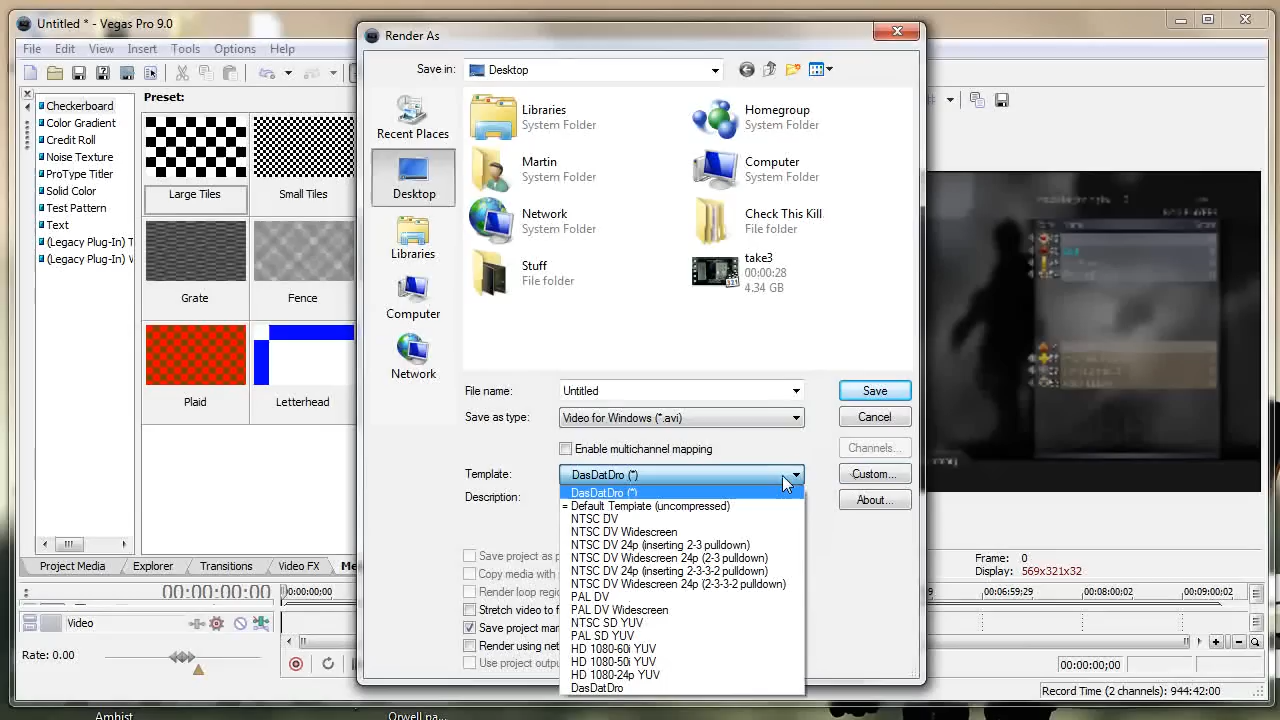 Untitled * - Vegas Pro 9.0
File Edit View Insert Tools Options Help
Checkerboard
Color Gradient
Credit Roll
Noise Texture
ProType Titler
Solid Color
Test Pattern
Text
(Legacy Plug-In) T
(Legacy Plug-In) V
Preset:
Large Tiles
Small Tiles
Grate
Fence
Plaid
Letterhead
Project Media Explorer Transitions Video FX Me
00:00:00;00
Video
Rate: 0.00
Render As
Save in:
Desktop
Recent Places
Desktop
Libraries
Computer
Network
Libraries
System Folder
Homegroup
System Folder
Martin
System Folder
Computer
System Folder
Network
System Folder
Check This Kill
File folder
Stuff
File folder
take3
00:00:28
4.34 GB
File name:
Untitled
Save
Save as type:
Video for Windows (*.avi)
Cancel
Enable multichannel mapping
Channels...
Template:
DasDatDro (*)
Custom...
Description:
About...
DasDatDro (*)
= Default Template (uncompressed)
NTSC DV
NTSC DV Widescreen
NTSC DV 24p (inserting 2-3 pulldown)
NTSC DV Widescreen 24p (2-3 pulldown)
NTSC DV 24p (inserting 2-3-3-2 pulldown)
NTSC DV Widescreen 24p (2-3-3-2 pulldown)
PAL DV
PAL DV Widescreen
NTSC SD YUV
PAL SD YUV
HD 1080-60i YUV
HD 1080-50i YUV
HD 1080-24p YUV
DasDatDro
Save project as p
Copy media with
Render loop regi
Stretch video to f
Save project mar
Render using net
Use project outpu
Frame: 0
Display: 569x321x32
00:00:00
00:06:59;29
00:08:00;02
00:09:00;02
00:00:00;00
Record Time (2 channels): 944:42:00
Amhist
Orwell pa...